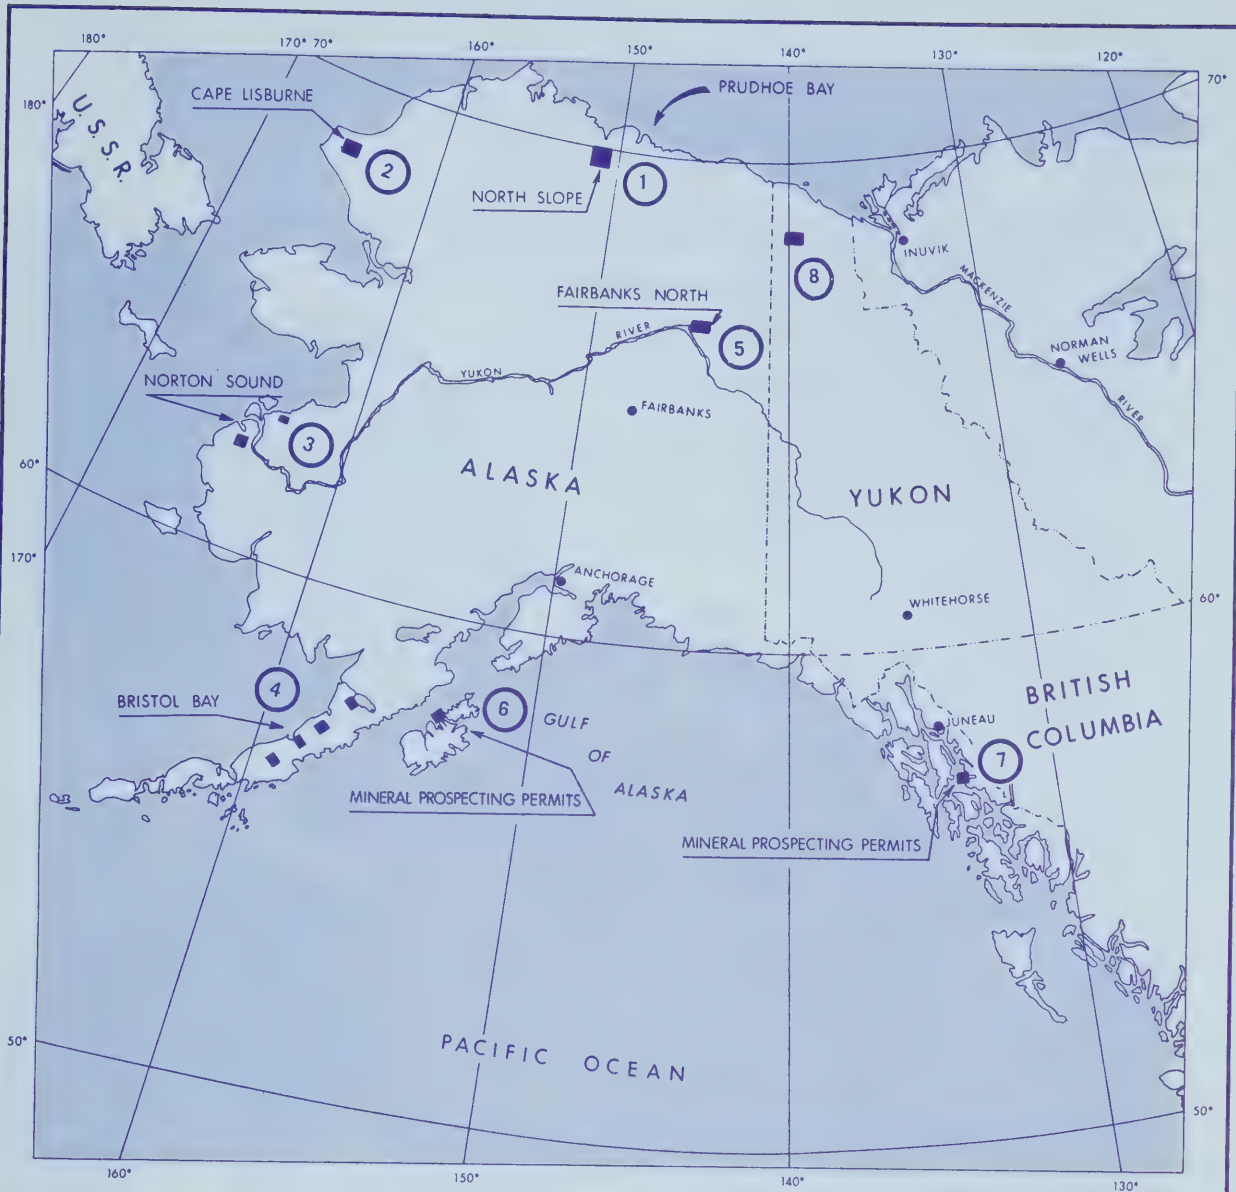 180°
170° 70°
160°
150°
140°
130°
120°
70°
180°
U.S.S.R.
CAPE LISBURNE
2
PRUDHOE BAY
NORTH SLOPE
1
INUVIK
MACKENZIE
RIVER
8
FAIRBANKS NORTH
5
YUKON
RIVER
NORMAN
WELLS
NORTON SOUND
3
FAIRBANKS
60°
ALASKA
YUKON
170°
ANCHORAGE
WHITEHORSE
60°
4
BRISTOL BAY
6
GULF
OF
ALASKA
MINERAL PROSPECTING PERMITS
BRITISH
COLUMBIA
JUNEAU
7
MINERAL PROSPECTING PERMITS
50°
PACIFIC OCEAN
50°
160°
150°
140°
130°